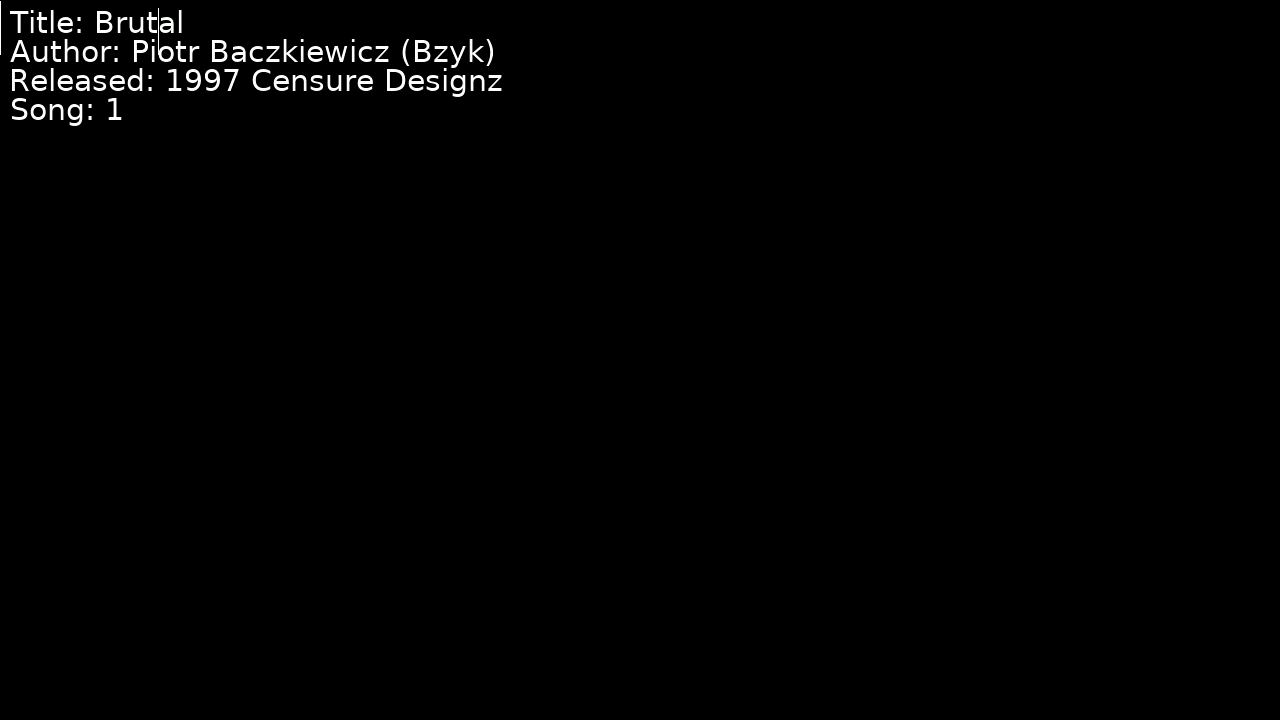 Title: Brutal
Author: Piotr Baczkiewicz (Bzyk)
Released: 1997 Censure Designz
Song: 1